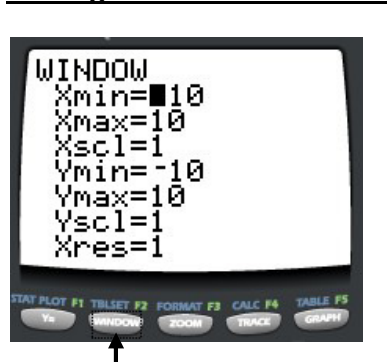 WINDOW
Xmin=10
Xmax=10
Xscl=1
Ymin=-10
Ymax=10
Yscl=1
Xres=1
STAT PLOT F1 TBLSET F2 FORMAT F3 CALC F4 TABLE F5
Y= WINDOW ZOOM TRACE GRAPH